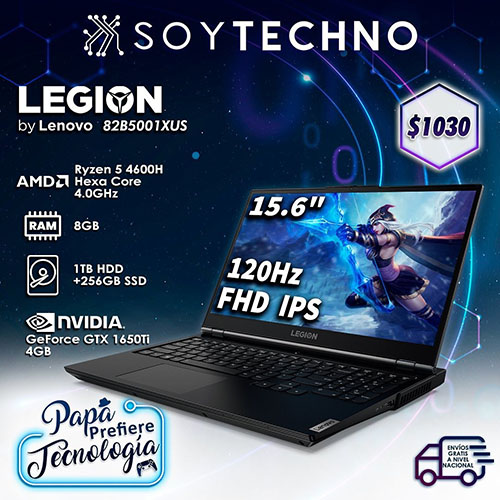 SOYTECHNO
LEGION
by Lenovo 82B5001XUS
$1030
AMD
Ryzen 5 4600H
Hexa Core
4.0GHz
RAM
8GB
1TB HDD
+256GB SSD
NVIDIA.
GeForce GTX 1650Ti
4GB
15.6"
120Hz
FHD IPS
LEGION
Lenovo
Papá
Prefiere
Tecnología
ENVÍOS
GRATIS
A NIVEL
NACIONAL